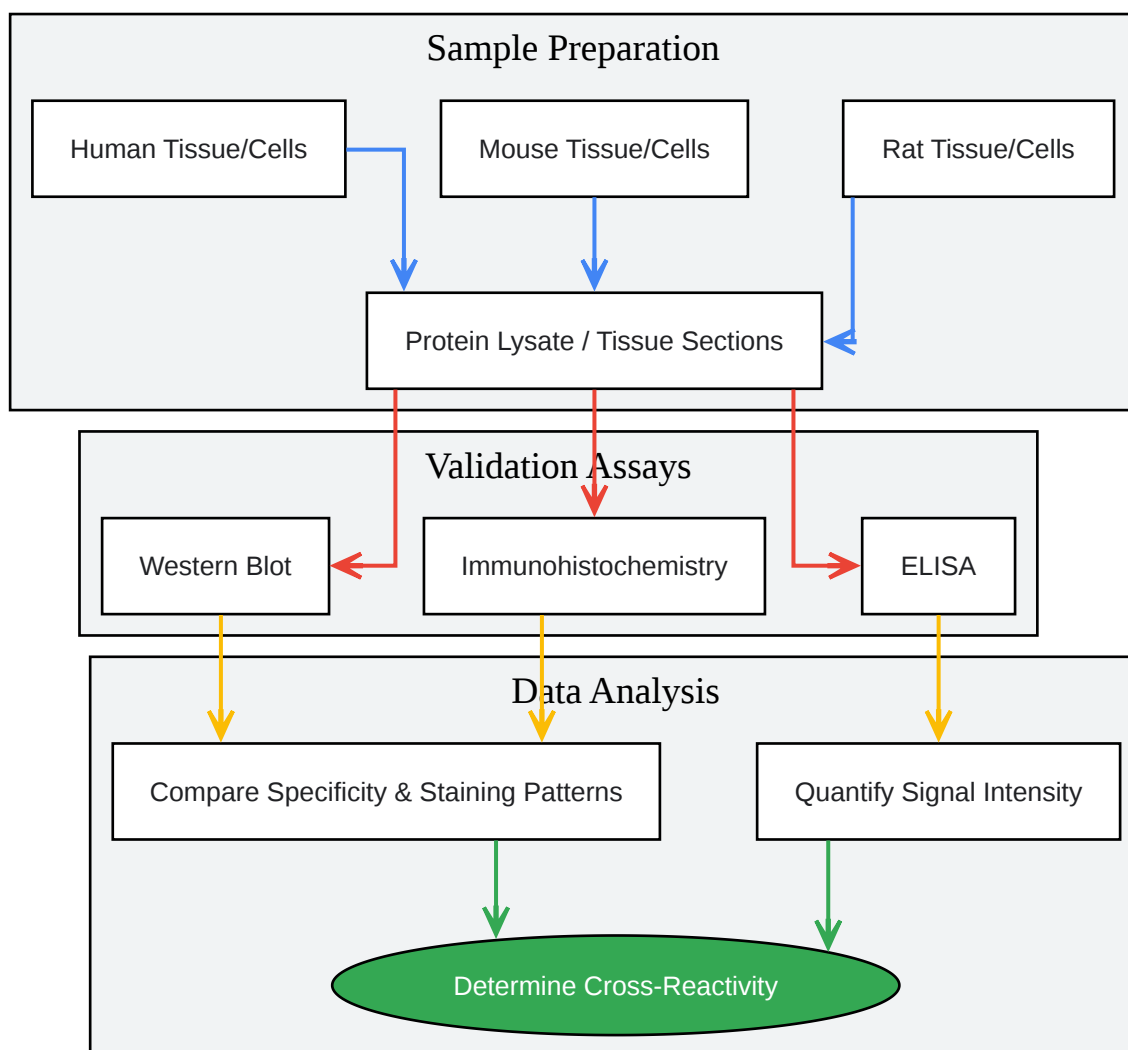 Sample Preparation
Human Tissue/Cells
Mouse Tissue/Cells
Rat Tissue/Cells
Protein Lysate / Tissue Sections
Validation Assays
Western Blot
Immunohistochemistry
ELISA
Data Analysis
Compare Specificity & Staining Patterns
Quantify Signal Intensity
Determine Cross-Reactivity